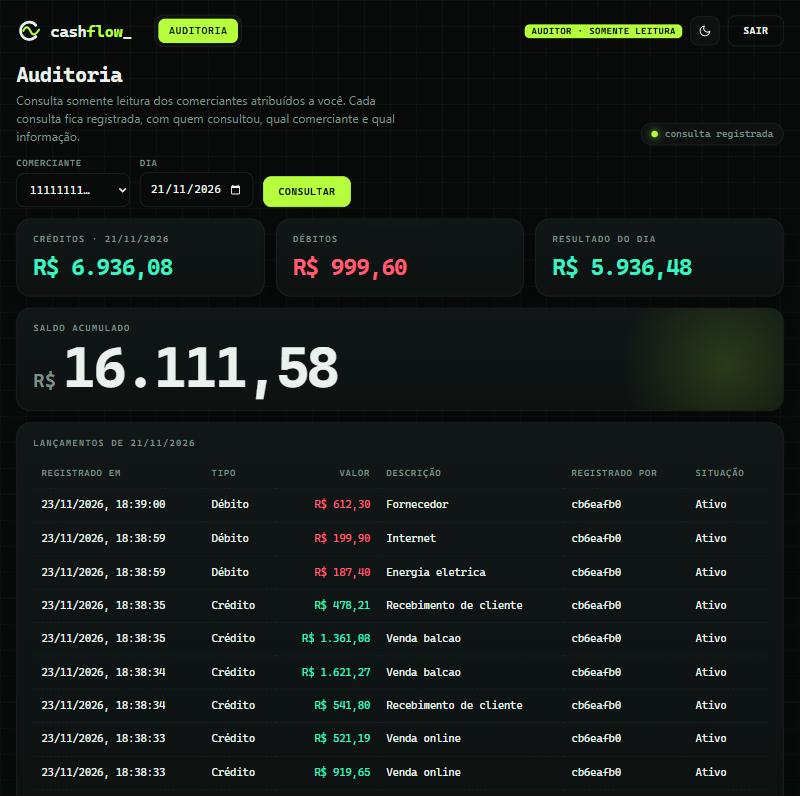 cashflow_
AUDITORIA
AUDITOR · SOMENTE LEITURA
SAIR
Auditoria
Consulta somente leitura dos comerciantes atribuídos a você. Cada
consulta fica registrada, com quem consultou, qual comerciante e qual
informação.
consulta registrada
COMERCIANTE
DIA
11111111…
21/11/2026
CONSULTAR
CRÉDITOS · 21/11/2026
R$ 6.936,08
DÉBITOS
R$ 999,60
RESULTADO DO DIA
R$ 5.936,48
SALDO ACUMULADO
R$ 16.111,58
LANÇAMENTOS DE 21/11/2026
REGISTRADO EM TIPO VALOR DESCRIÇÃO REGISTRADO POR SITUAÇÃO
23/11/2026, 18:39:00 Débito R$ 612,30 Fornecedor cb6eafb0 Ativo
23/11/2026, 18:38:59 Débito R$ 199,90 Internet cb6eafb0 Ativo
23/11/2026, 18:38:59 Débito R$ 187,40 Energia eletrica cb6eafb0 Ativo
23/11/2026, 18:38:35 Crédito R$ 478,21 Recebimento de cliente cb6eafb0 Ativo
23/11/2026, 18:38:35 Crédito R$ 1.361,08 Venda balcao cb6eafb0 Ativo
23/11/2026, 18:38:34 Crédito R$ 1.621,27 Venda balcao cb6eafb0 Ativo
23/11/2026, 18:38:34 Crédito R$ 541,80 Recebimento de cliente cb6eafb0 Ativo
23/11/2026, 18:38:33 Crédito R$ 521,19 Venda online cb6eafb0 Ativo
23/11/2026, 18:38:33 Crédito R$ 919,65 Venda online cb6eafb0 Ativo